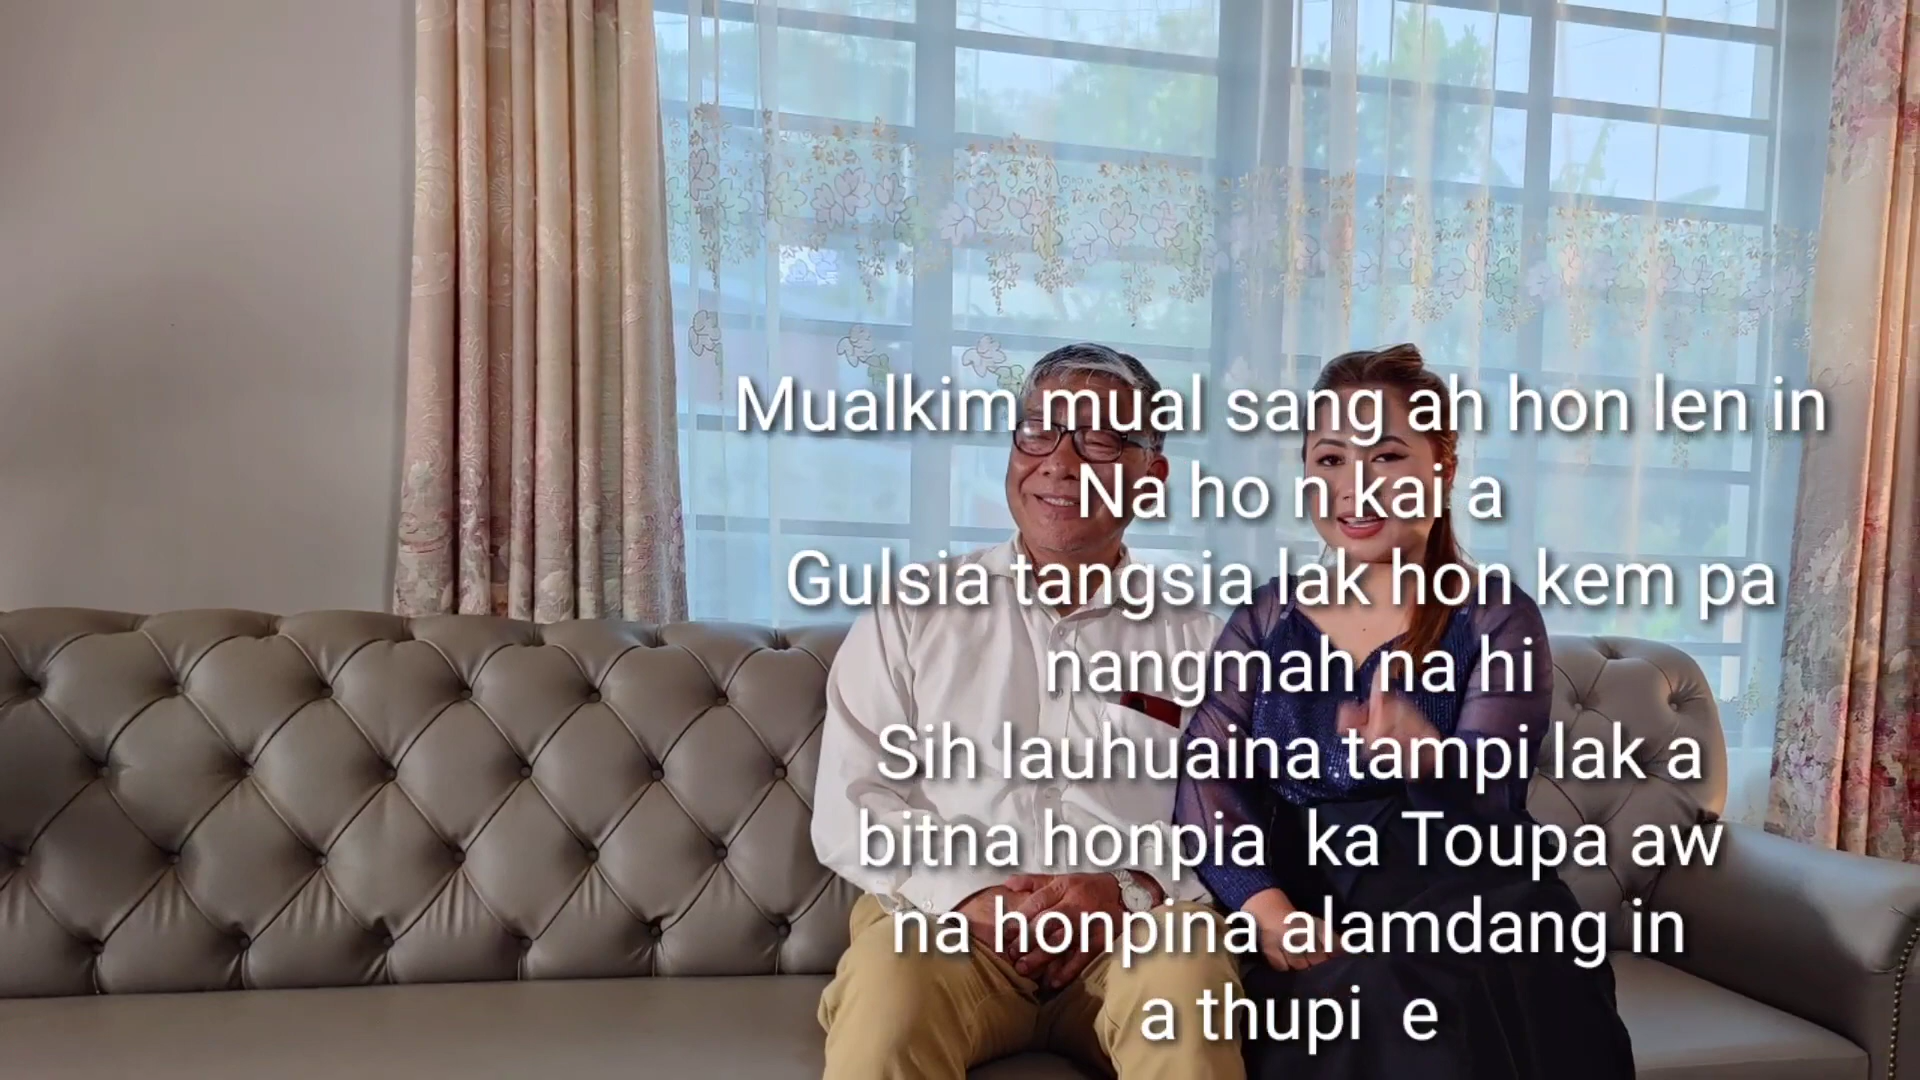 Mualkim mual sang ah hon len in
Na ho n kai a
Gulsia tangsia lak hon kem pa
nangmah na hi
Sih lauhuaina tampi lak a
bitna honpia  ka Toupa aw
na honpina alamdang in
a thupi  e